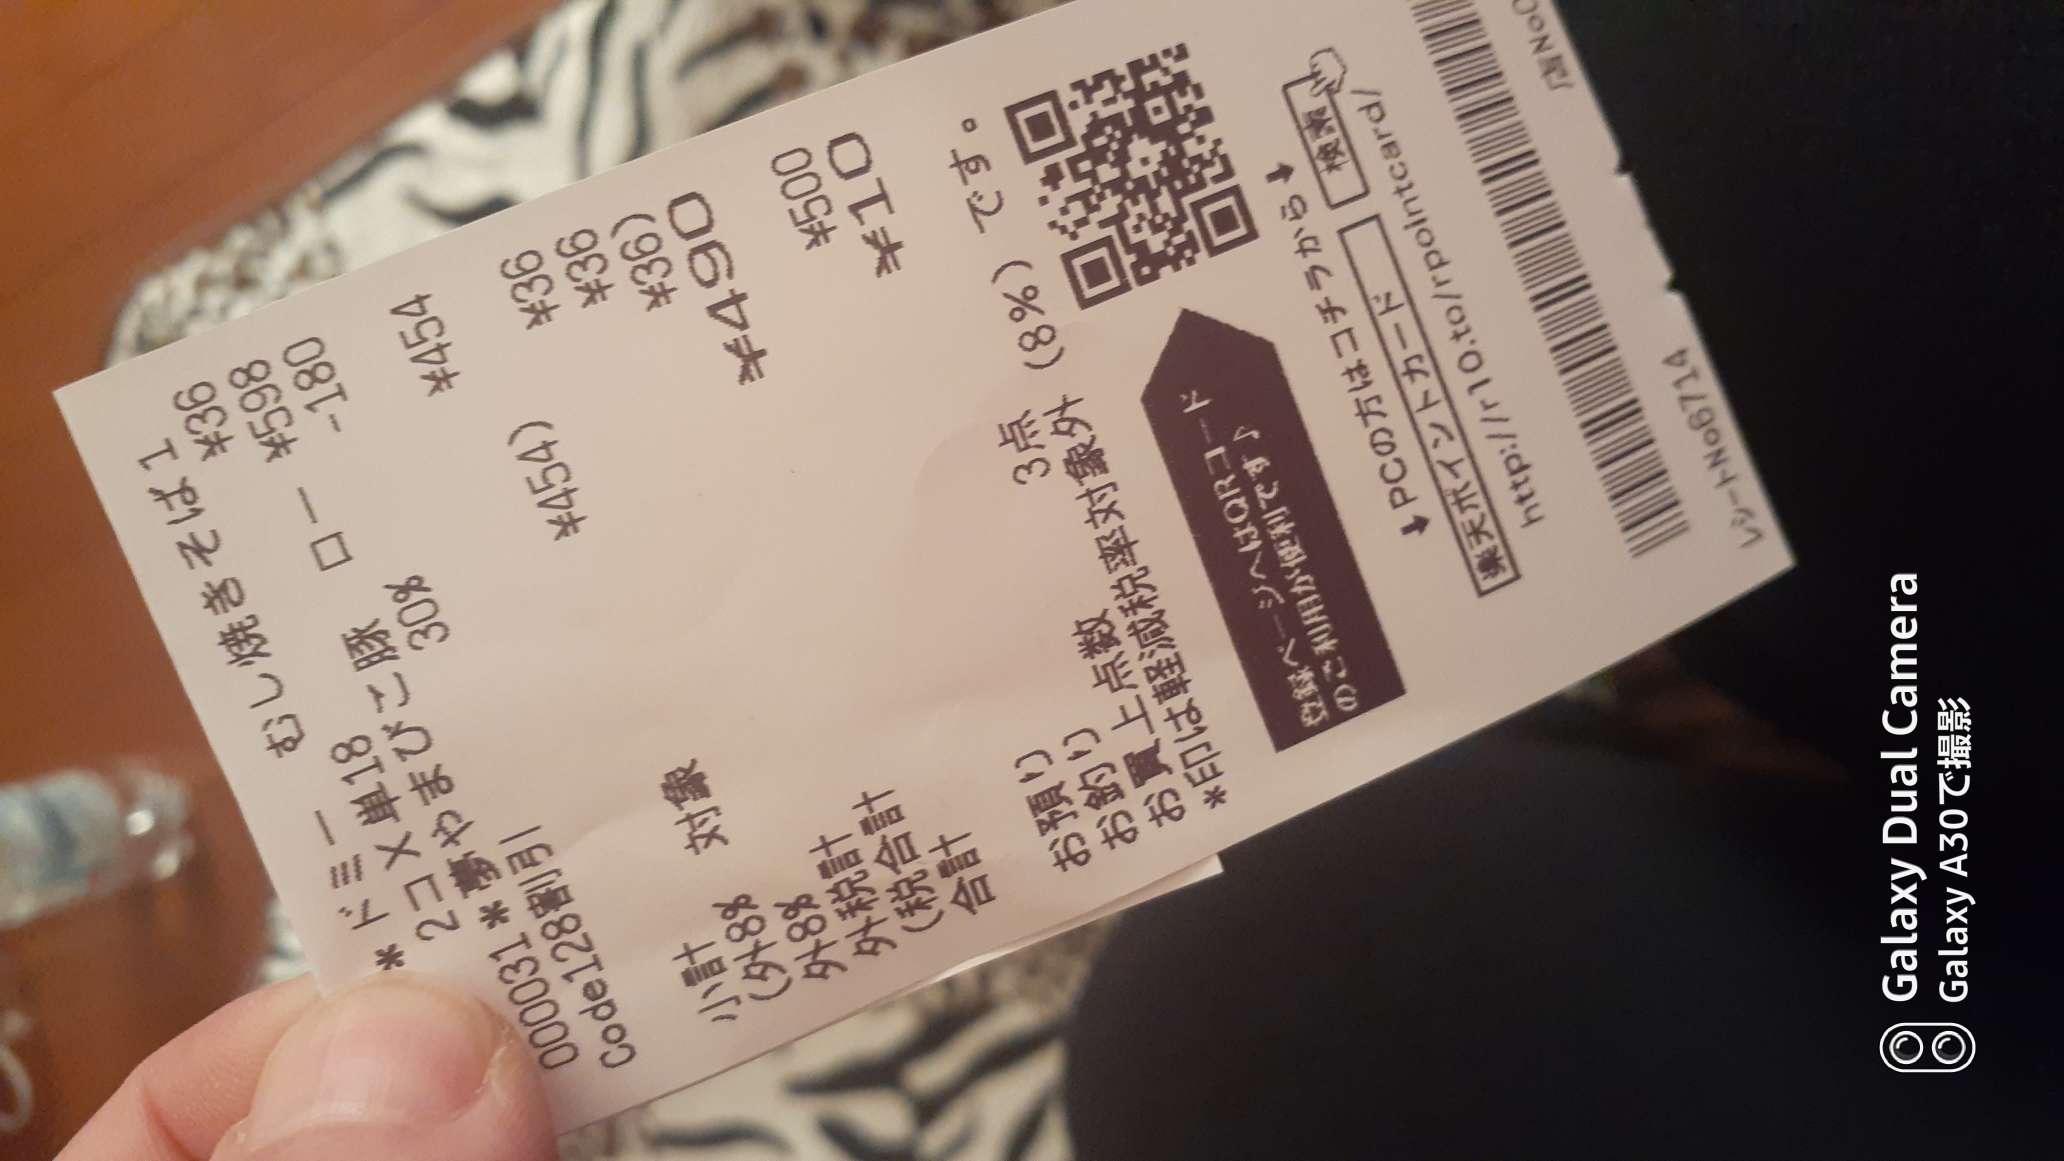 * ドミー むし焼きそば1
2コ×単18 ¥36
000031*夢やまびこ豚 ロー ¥598
Code128割引 30% -180
小計 ¥454
(外8% 対象 ¥454)
外8% ¥36
外税計 ¥36
(税合計 ¥36)
合計 ¥490
お預り ¥500
お釣り ¥10
お買上点数 3点
*印は軽減税率対象外 (8%) です。
登録ページへはQRコード
のご利用が便利です♪
↓PCの方はコチラから↓
楽天ポイントカード 検索
http://r10.to/rpointcard/
レシートNo6714 店No
Galaxy Dual Camera
Galaxy A30で撮影